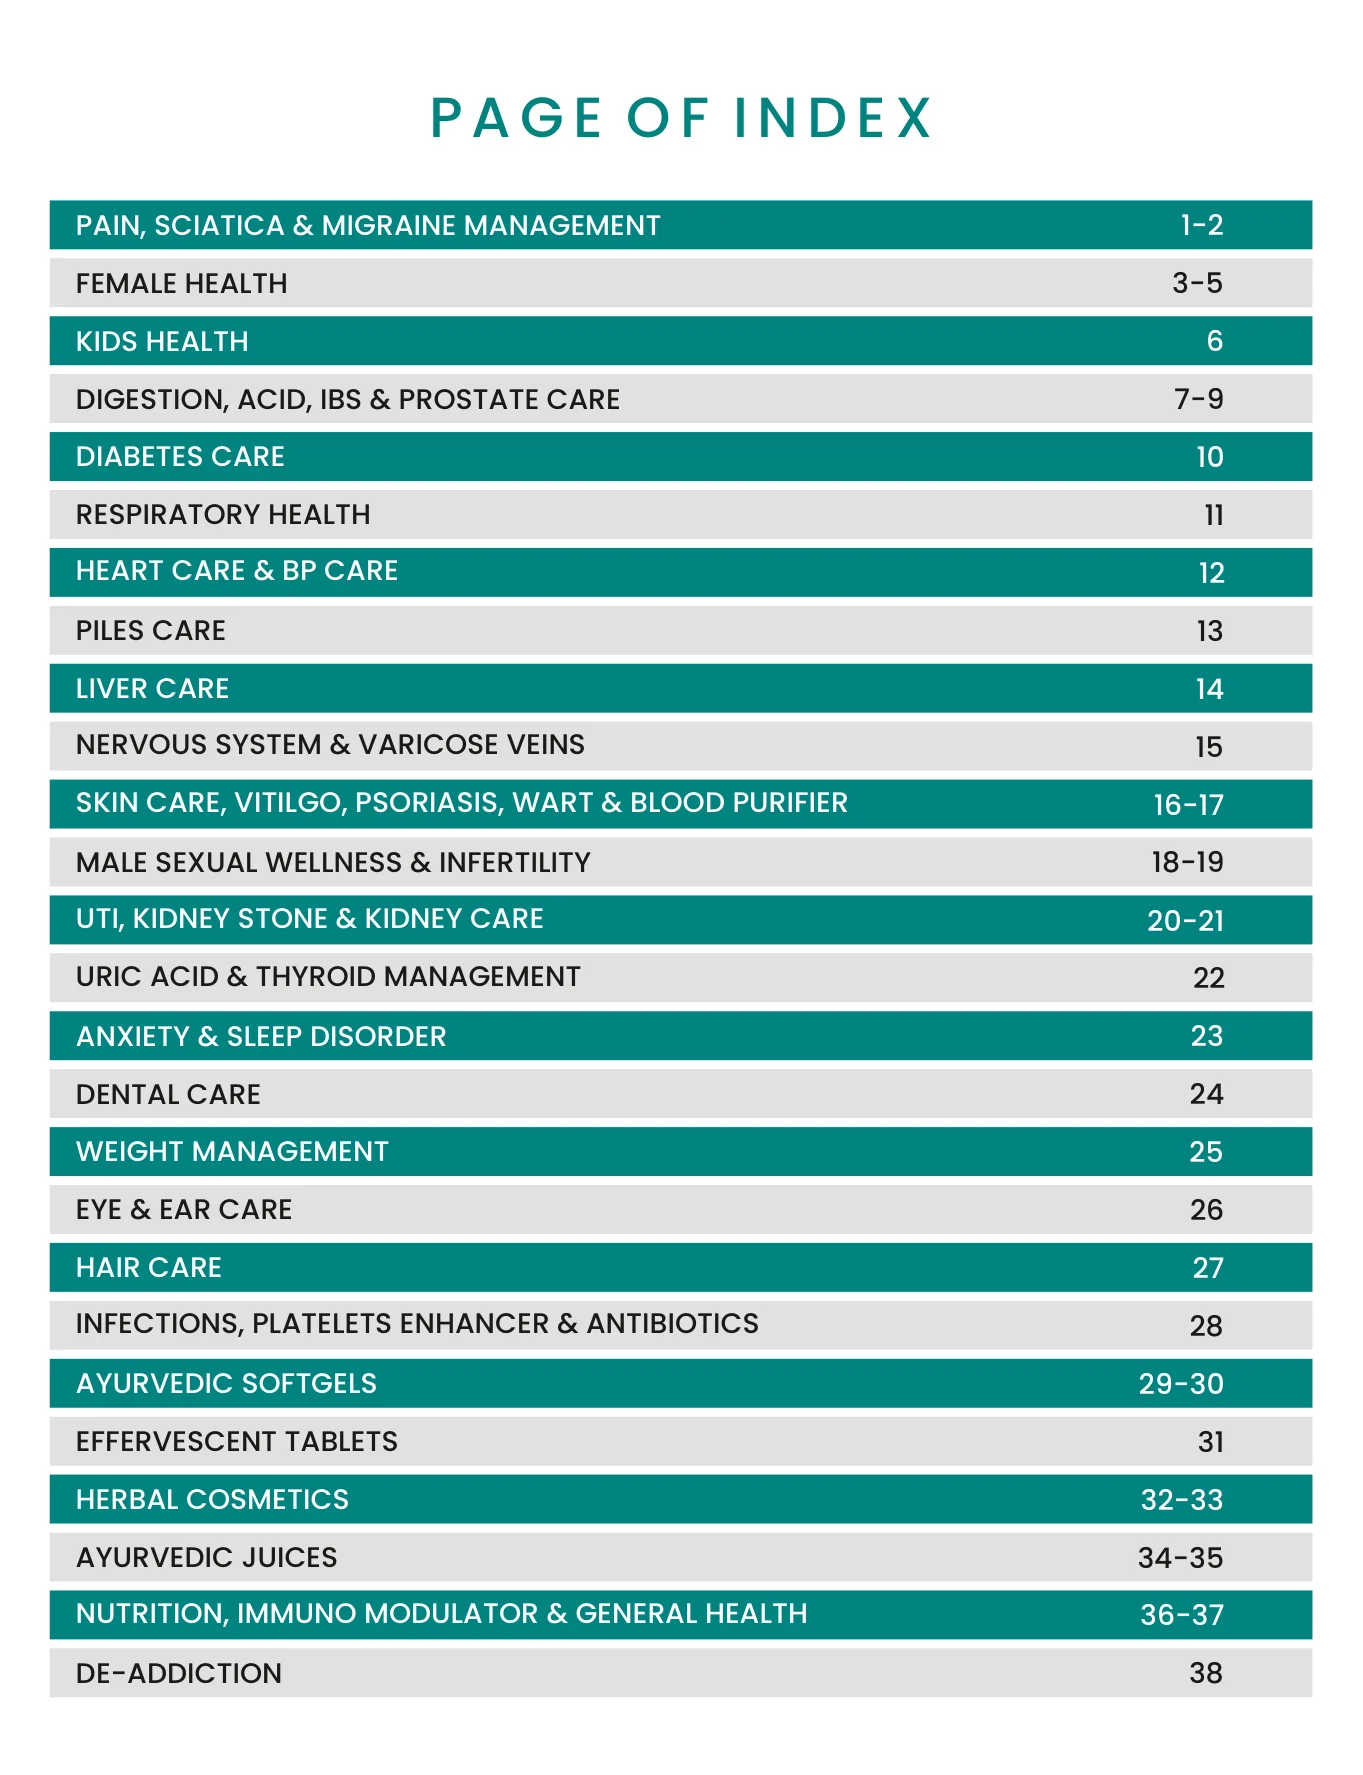 PAGE OF INDEX
PAIN, SCIATICA & MIGRAINE MANAGEMENT 1-2
FEMALE HEALTH 3-5
KIDS HEALTH 6
DIGESTION, ACID, IBS & PROSTATE CARE 7-9
DIABETES CARE 10
RESPIRATORY HEALTH 11
HEART CARE & BP CARE 12
PILES CARE 13
LIVER CARE 14
NERVOUS SYSTEM & VARICOSE VEINS 15
SKIN CARE, VITILGO, PSORIASIS, WART & BLOOD PURIFIER 16-17
MALE SEXUAL WELLNESS & INFERTILITY 18-19
UTI, KIDNEY STONE & KIDNEY CARE 20-21
URIC ACID & THYROID MANAGEMENT 22
ANXIETY & SLEEP DISORDER 23
DENTAL CARE 24
WEIGHT MANAGEMENT 25
EYE & EAR CARE 26
HAIR CARE 27
INFECTIONS, PLATELETS ENHANCER & ANTIBIOTICS 28
AYURVEDIC SOFTGELS 29-30
EFFERVESCENT TABLETS 31
HERBAL COSMETICS 32-33
AYURVEDIC JUICES 34-35
NUTRITION, IMMUNO MODULATOR & GENERAL HEALTH 36-37
DE-ADDICTION 38